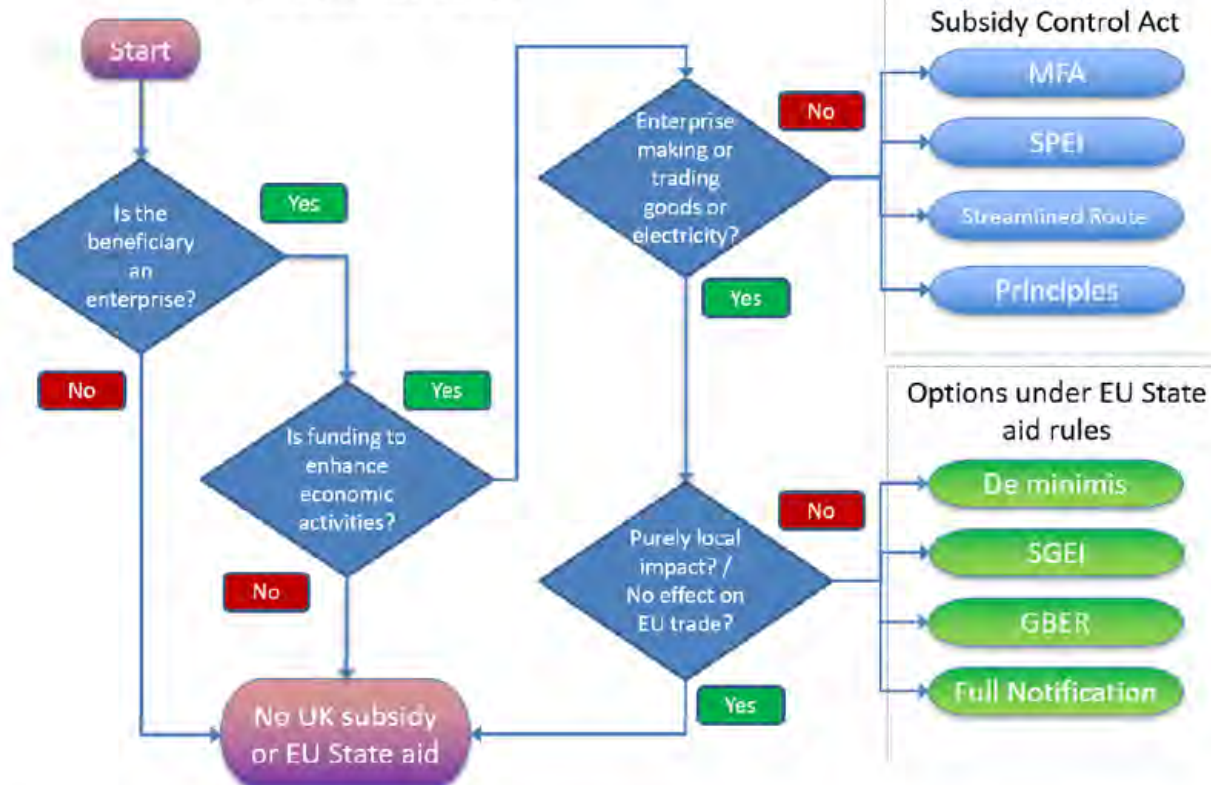 Start
Is the
beneficiary
an
enterprise?
Yes
No
Is funding to
enhance
economic
activities?
Yes
No
No UK subsidy
or EU State aid
Enterprise
making or
trading
goods or
electricity?
No
Yes
Purely local
impact? /
No effect on
EU trade?
No
Yes
Subsidy Control Act
MFA
SPEI
Streamlined Route
Principles
Options under EU State
aid rules
De minimis
SGEI
GBER
Full Notification